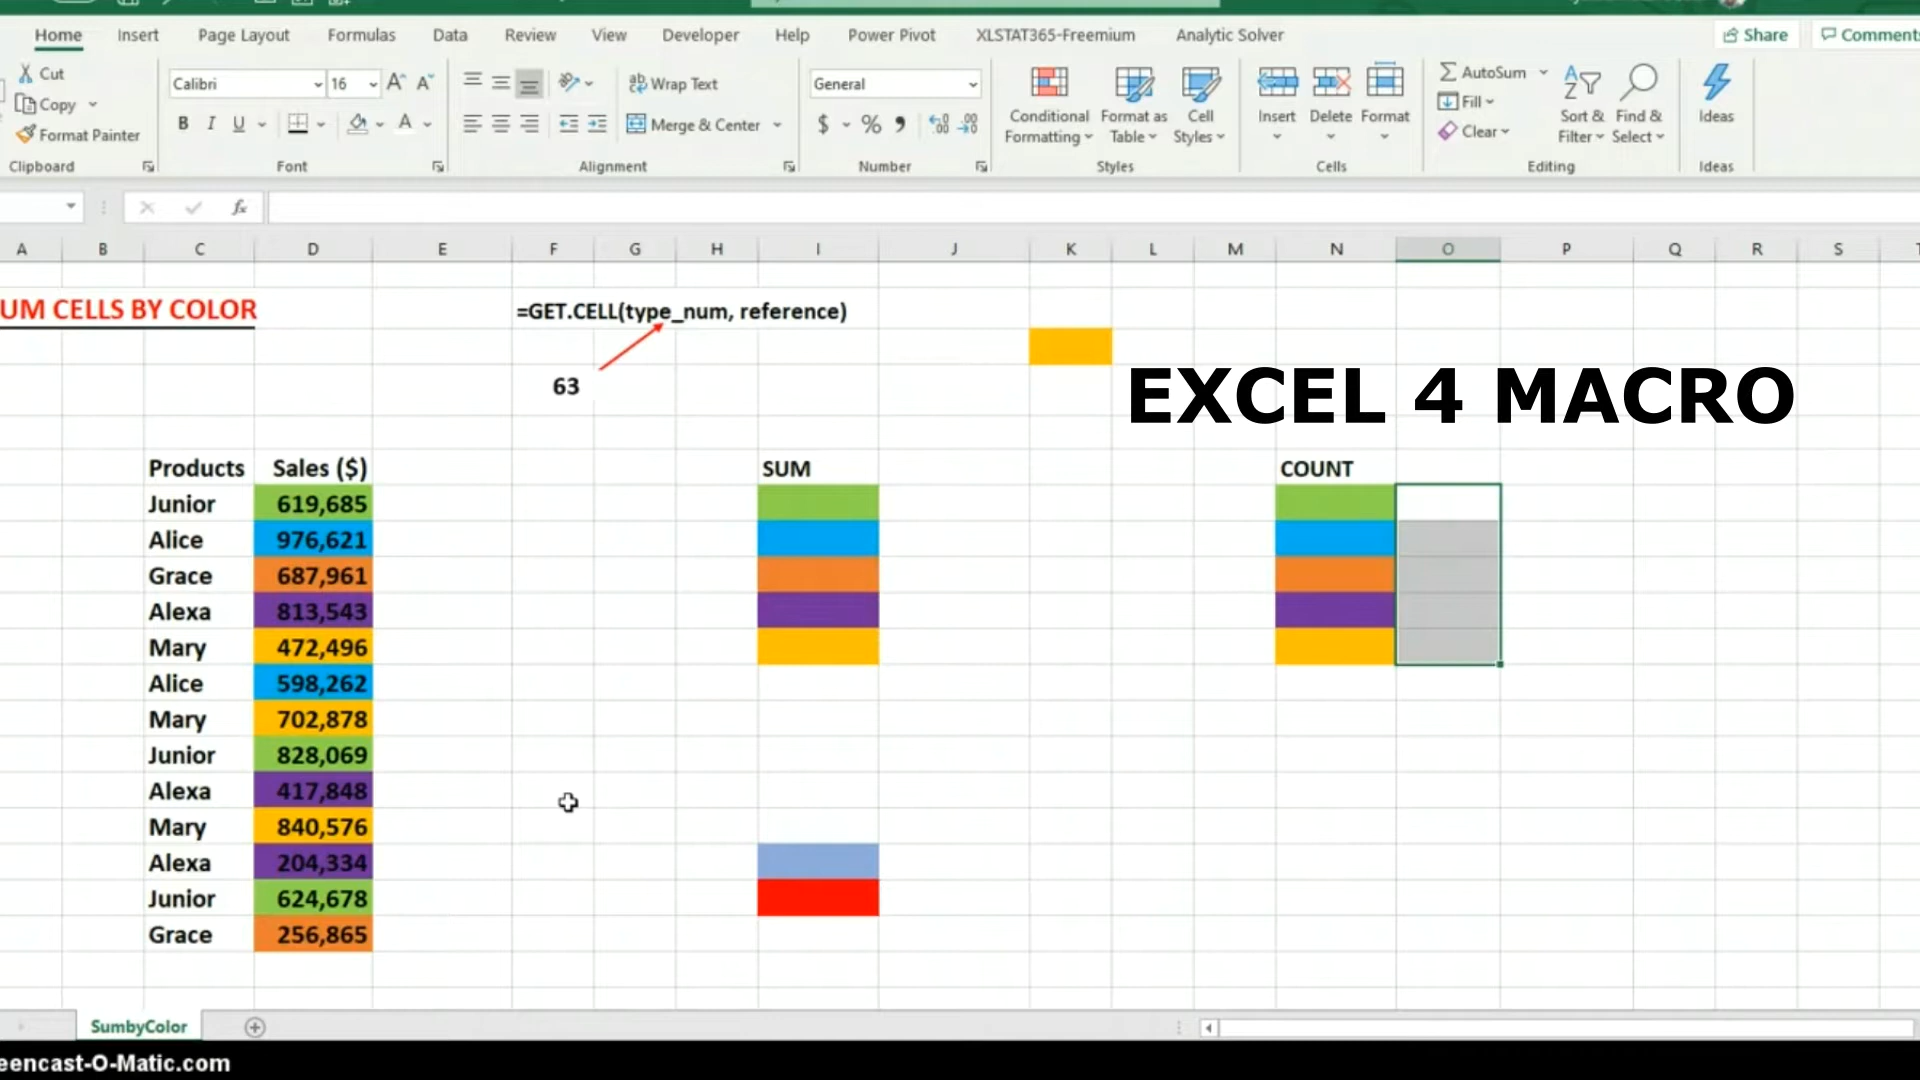 Home Insert Page Layout Formulas Data Review View Developer Help Power Pivot XLSTAT365-Freemium Analytic Solver Share Comments
Cut
Copy
Format Painter
Clipboard
Calibri 16
B I U
Font
Wrap Text
Merge & Center
Alignment
General
$ %
Number
Conditional Formatting
Format as Table
Cell Styles
Styles
Insert Delete Format
Cells
AutoSum
Fill
Clear
Sort & Filter
Find & Select
Editing
Ideas
Ideas
fx
A B C D E F G H I J K L M N O P Q R S
UM CELLS BY COLOR
=GET.CELL(type_num, reference)
63
EXCEL 4 MACRO
Products Sales ($) SUM COUNT
Junior 619,685
Alice 976,621
Grace 687,961
Alexa 813,543
Mary 472,496
Alice 598,262
Mary 702,878
Junior 828,069
Alexa 417,848
Mary 840,576
Alexa 204,334
Junior 624,678
Grace 256,865
SumbyColor
eencast-O-Matic.com